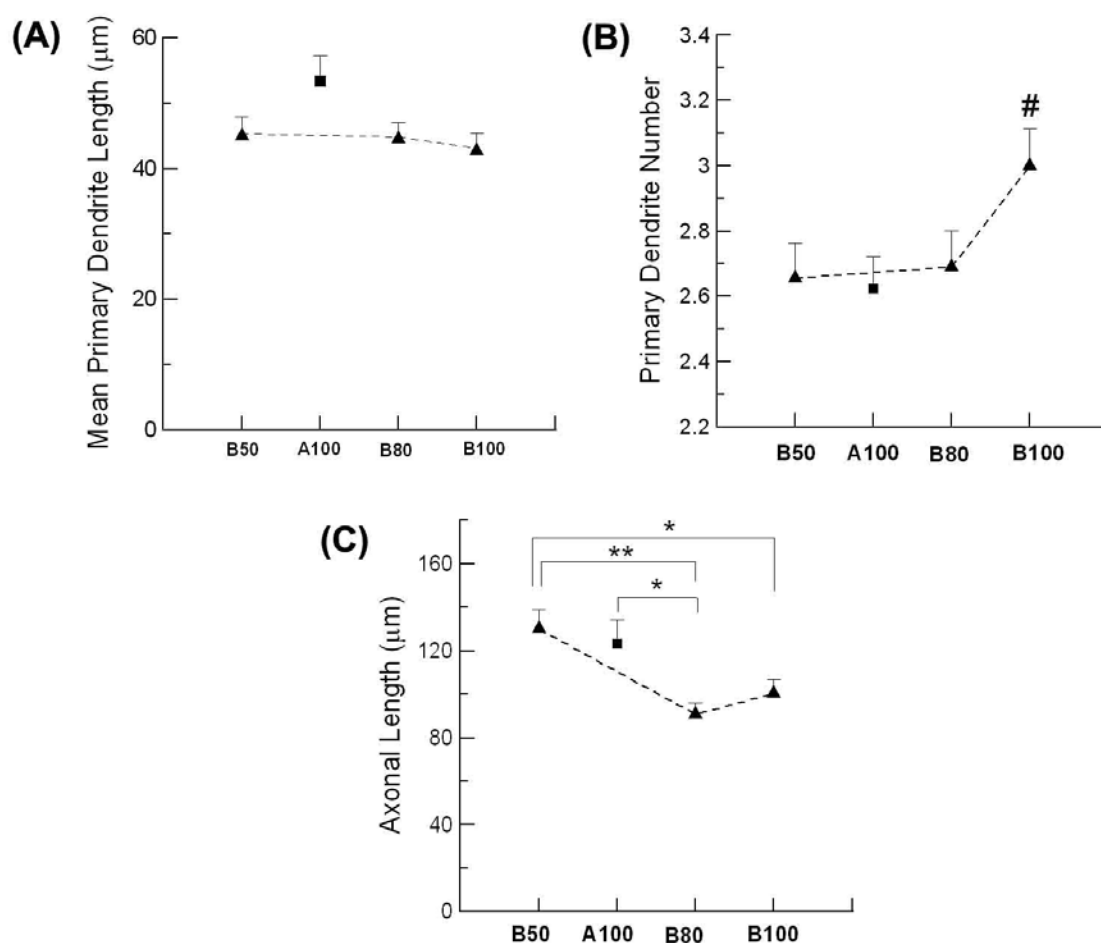 (A)
Mean Primary Dendrite Length (μm)
60
40
20
0
B50 A100 B80 B100
(B)
Primary Dendrite Number
3.4
3.2
3
2.8
2.6
2.4
2.2
#
B50 A100 B80 B100
(C)
Axonal Length (μm)
160
120
80
40
0
*
**
*
B50 A100 B80 B100